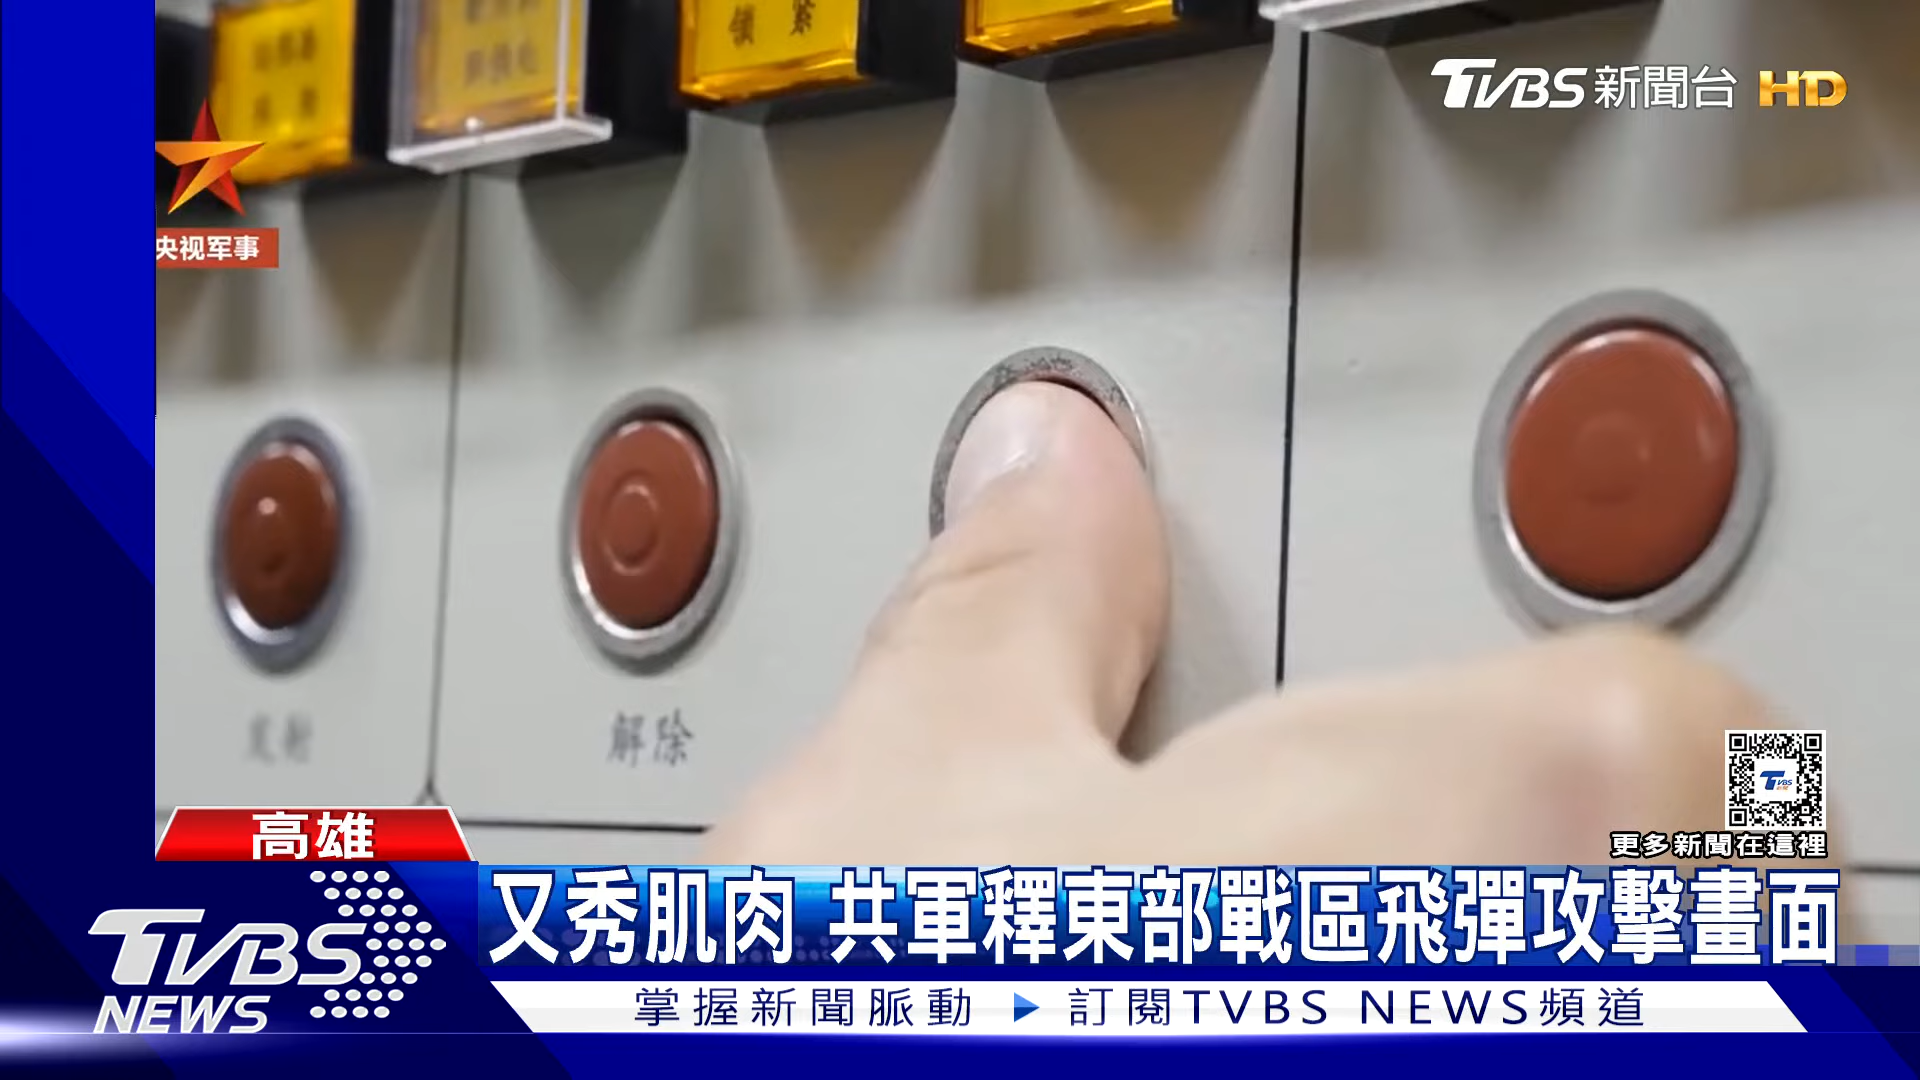 锁 紧
TVBS新聞台 HD
央视军事
解除
TVBS
更多新聞在這裡
高雄
又秀肌肉 共軍釋東部戰區飛彈攻擊畫面
TVBS
NEWS
掌握新聞脈動 ▶ 訂閱TVBS NEWS頻道